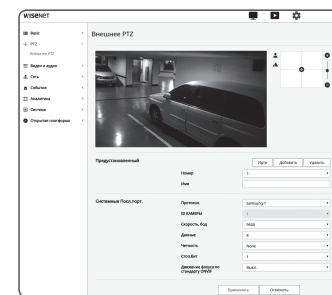 WISENET
Basic
Внешнее PTZ
PTZ
Внешнее PTZ
Видео и аудио
Сеть
События
Аналитика
Система
Открытая платформа
Предустановленный
Идти
Добавить
Удалить
Номер
1
Имя
Системные Посл.порт.
Протокол
Samsung-T
ID КАМЕРЫ
1
Скорость, бод
9600
Данные
8
Четность
None
Стоп.Бит
1
Движение фокуса по
стандарту ONVIF
Выкл.
Применить
Отменить